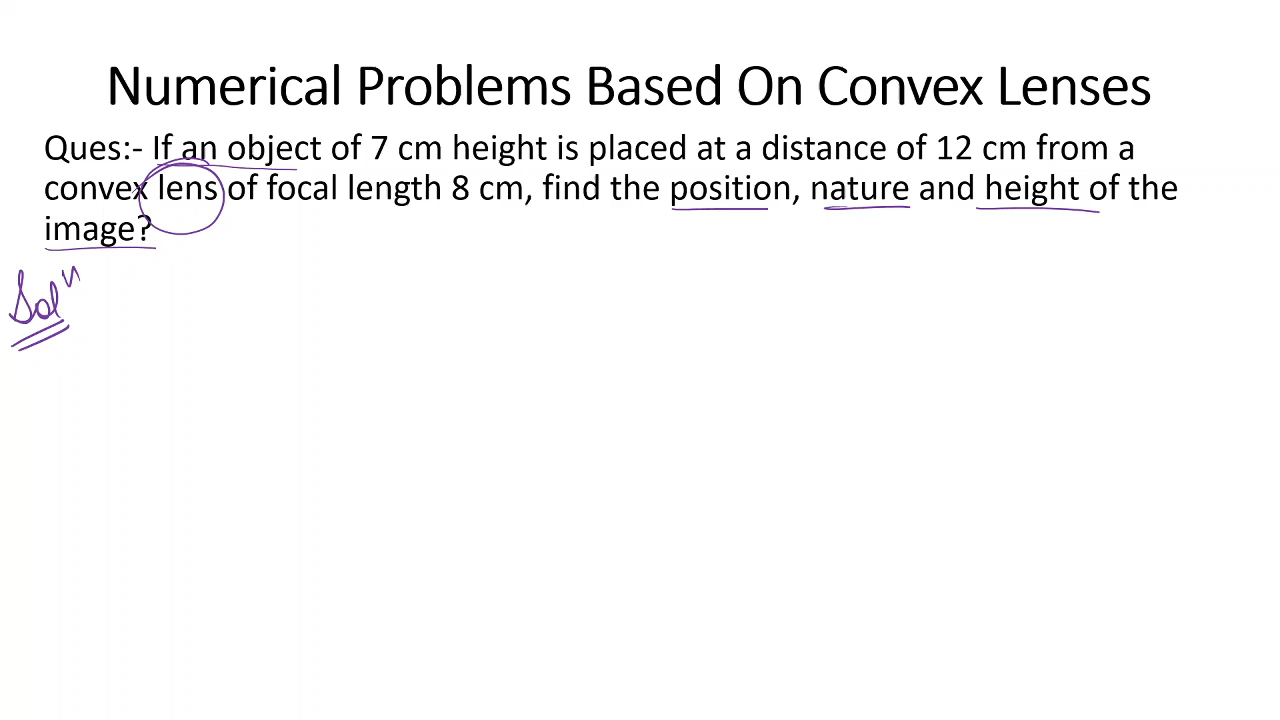 Numerical Problems Based On Convex Lenses
Ques:- If an object of 7 cm height is placed at a distance of 12 cm from a
convex lens of focal length 8 cm, find the position, nature and height of the
image?
Solⁿ